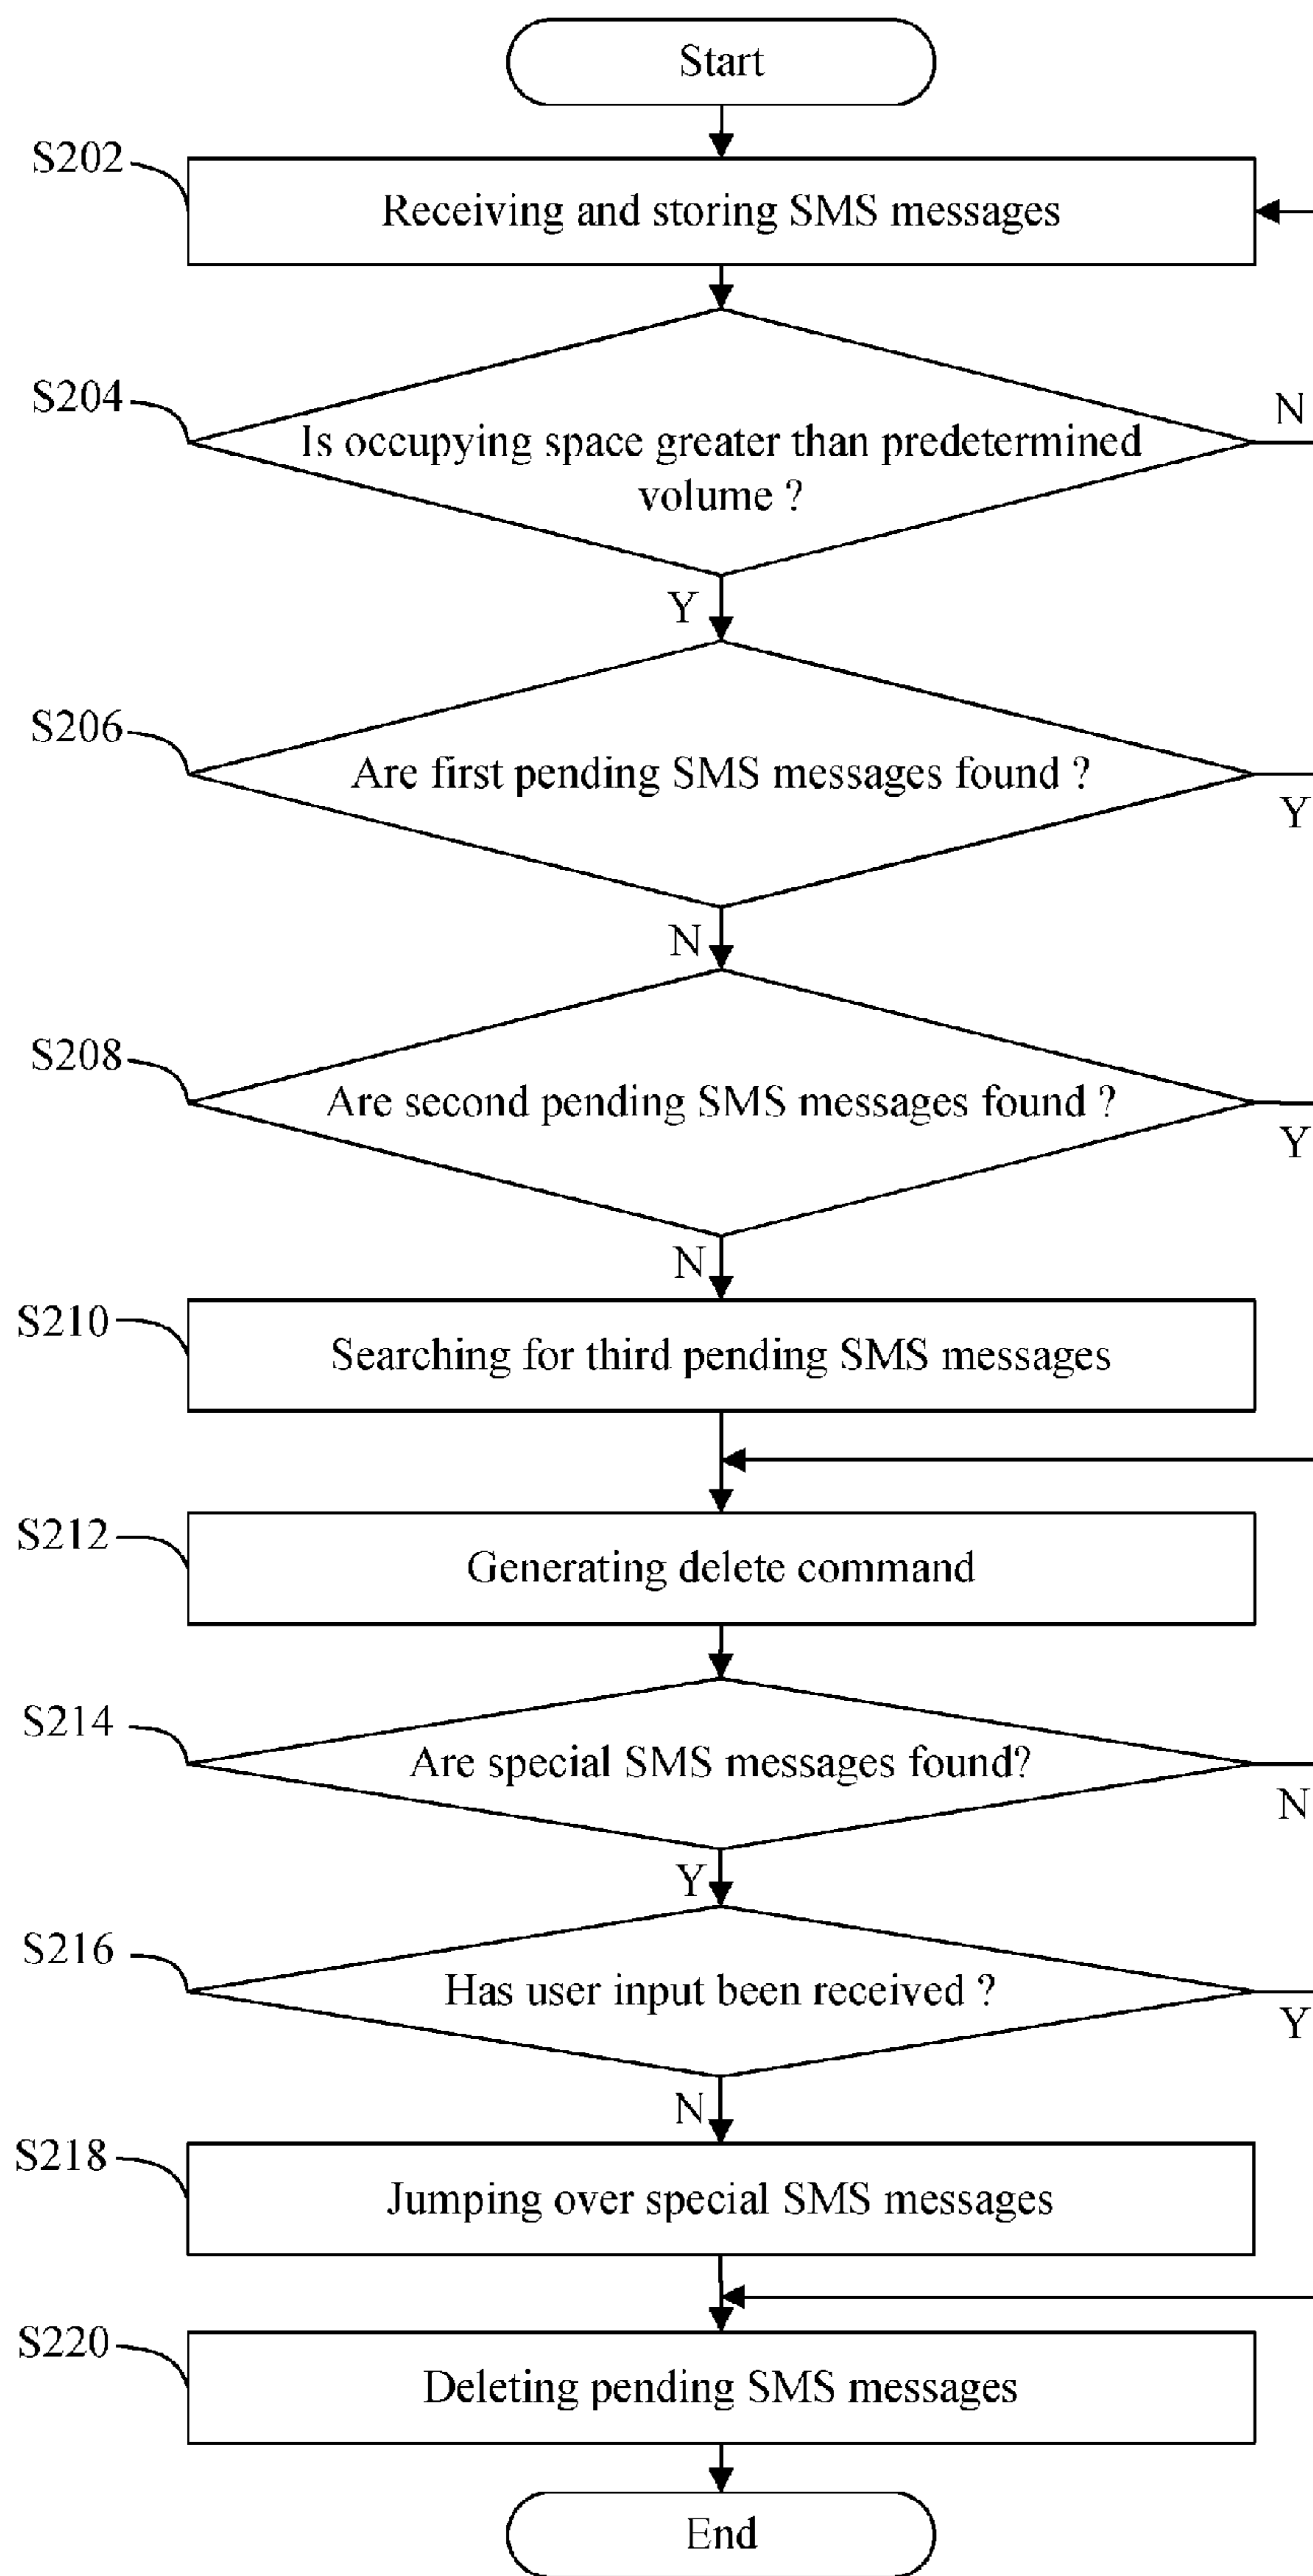 Start
S202
Receiving and storing SMS messages
S204
N
Is occupying space greater than predetermined
volume ?
Y
S206
Are first pending SMS messages found ?
Y
N
S208
Are second pending SMS messages found ?
Y
N
S210
Searching for third pending SMS messages
S212
Generating delete command
S214
Are special SMS messages found?
N
Y
S216
Has user input been received ?
Y
N
S218
Jumping over special SMS messages
S220
Deleting pending SMS messages
End